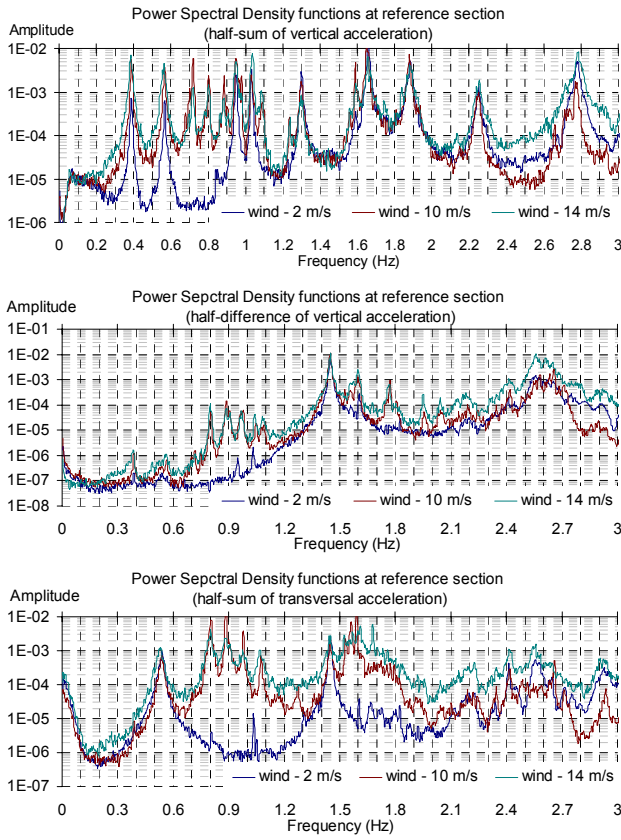 Power Spectral Density functions at reference section
(half-sum of vertical acceleration)
Amplitude
1E-02
1E-03
1E-04
1E-05
1E-06
wind - 2 m/s wind - 10 m/s wind - 14 m/s
0 0.2 0.4 0.6 0.8 1 1.2 1.4 1.6 1.8 2 2.2 2.4 2.6 2.8 3
Frequency (Hz)
Power Sepctral Density functions at reference section
(half-difference of vertical acceleration)
Amplitude
1E-01
1E-02
1E-03
1E-04
1E-05
1E-06
1E-07
1E-08
wind - 2 m/s wind - 10 m/s wind - 14 m/s
0 0.3 0.6 0.9 1.2 1.5 1.8 2.1 2.4 2.7 3
Frequency (Hz)
Power Sepctral Density functions at reference section
(half-sum of transversal acceleration)
Amplitude
1E-02
1E-03
1E-04
1E-05
1E-06
1E-07
wind - 2 m/s wind - 10 m/s wind - 14 m/s
0 0.3 0.6 0.9 1.2 1.5 1.8 2.1 2.4 2.7 3
Frequency (Hz)